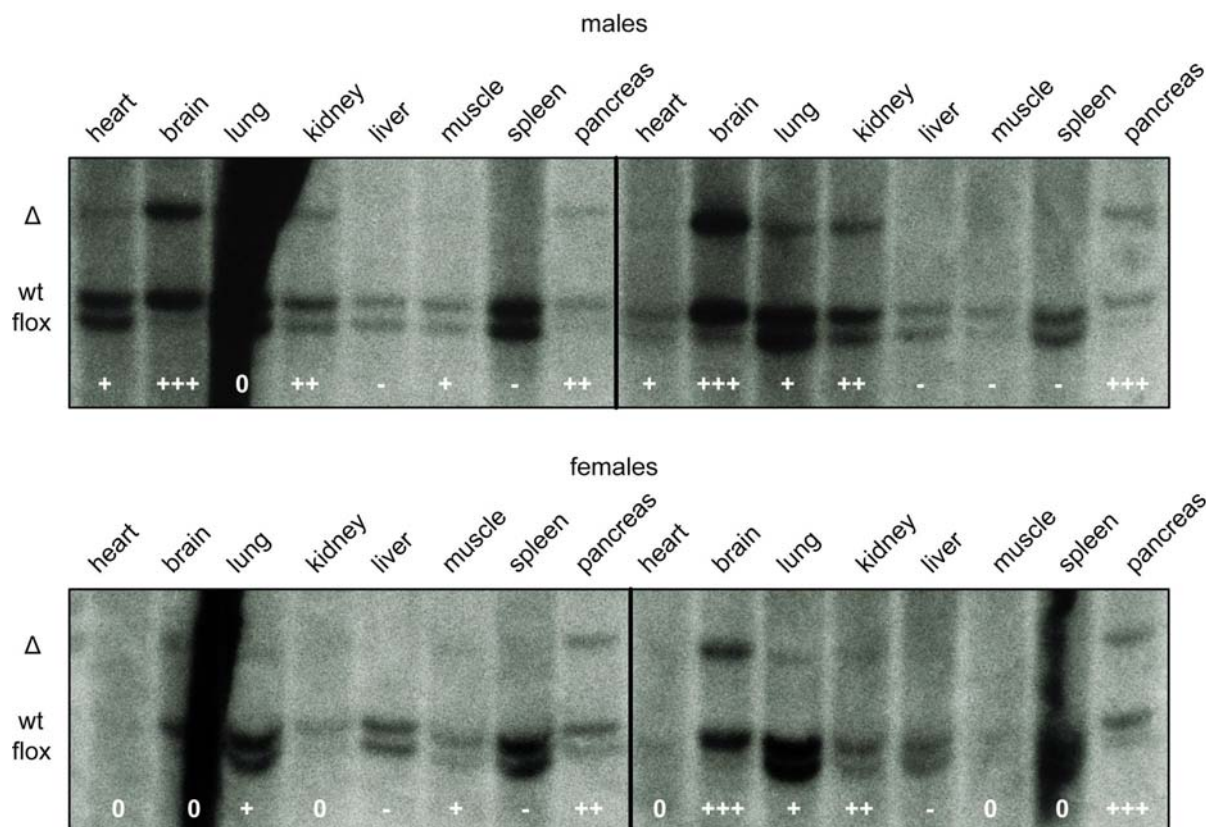 males
heart brain lung kidney liver muscle spleen pancreas heart brain lung kidney liver muscle spleen pancreas
Δ
wt
flox
+ +++ 0 ++ - + - ++ + +++ + ++ - - - +++
females
heart brain lung kidney liver muscle spleen pancreas heart brain lung kidney liver muscle spleen pancreas
Δ
wt
flox
0 0 + 0 - + - ++ 0 +++ + ++ - 0 0 +++